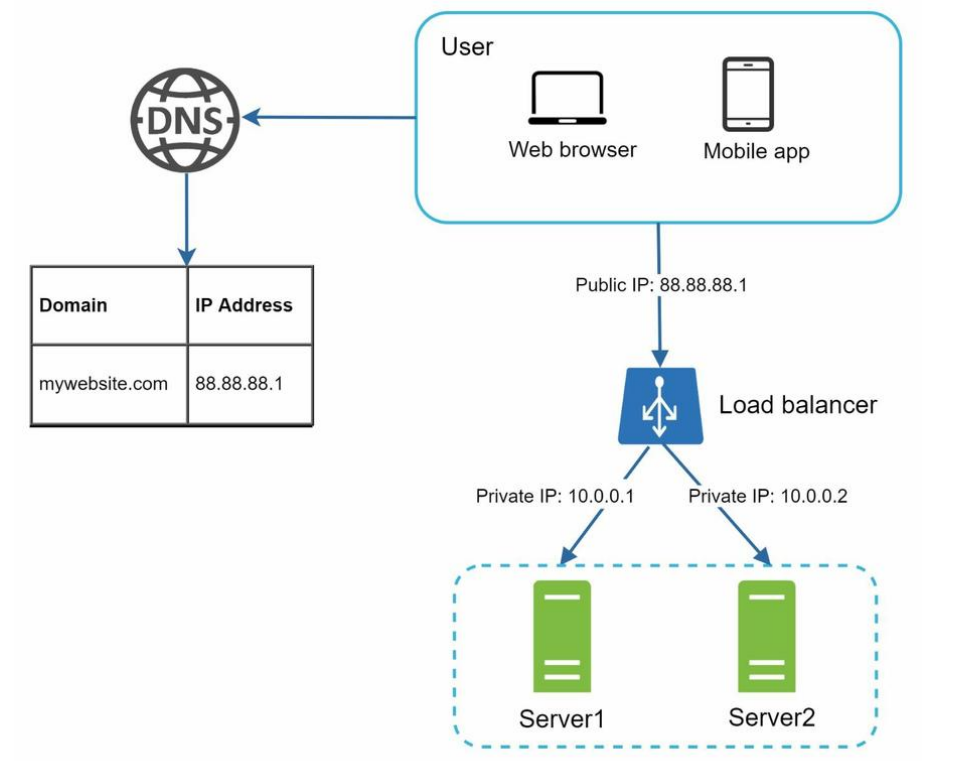 User
DNS
Web browser
Mobile app
Domain
IP Address
mywebsite.com
88.88.88.1
Public IP: 88.88.88.1
Load balancer
Private IP: 10.0.0.1
Private IP: 10.0.0.2
Server1
Server2